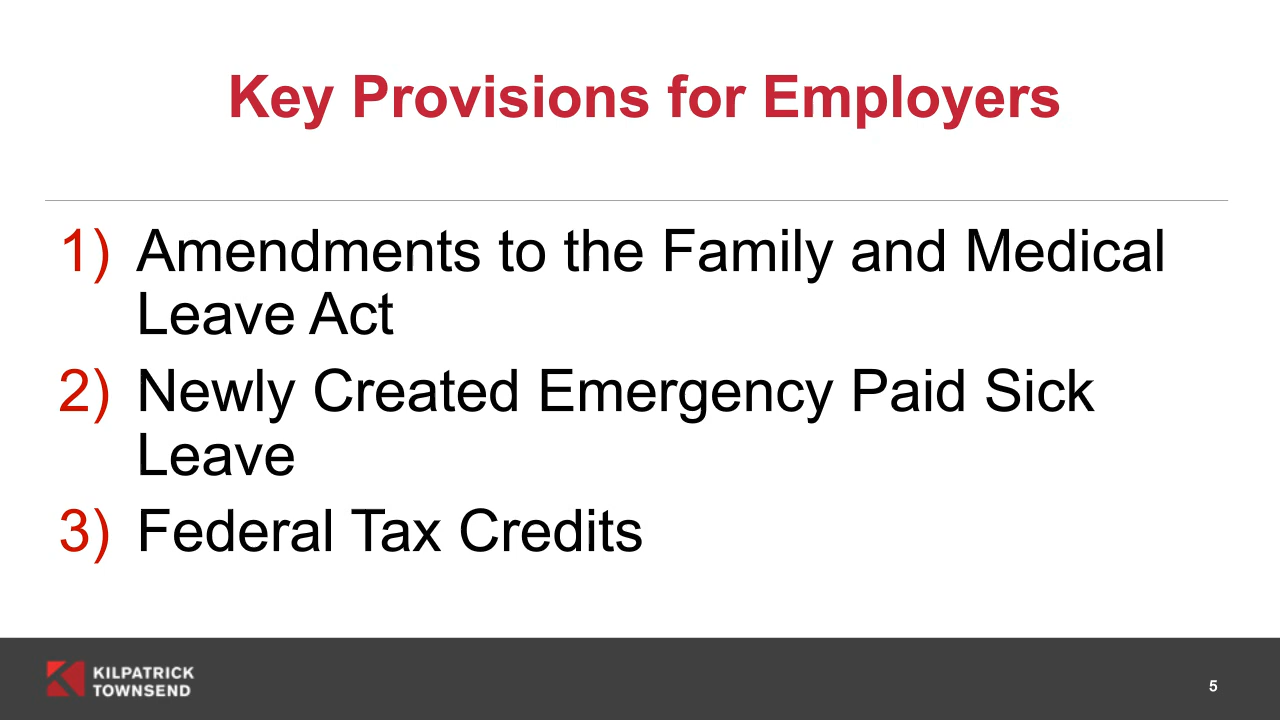 Key Provisions for Employers
1) Amendments to the Family and Medical
Leave Act
2) Newly Created Emergency Paid Sick
Leave
3) Federal Tax Credits
KILPATRICK
TOWNSEND
5